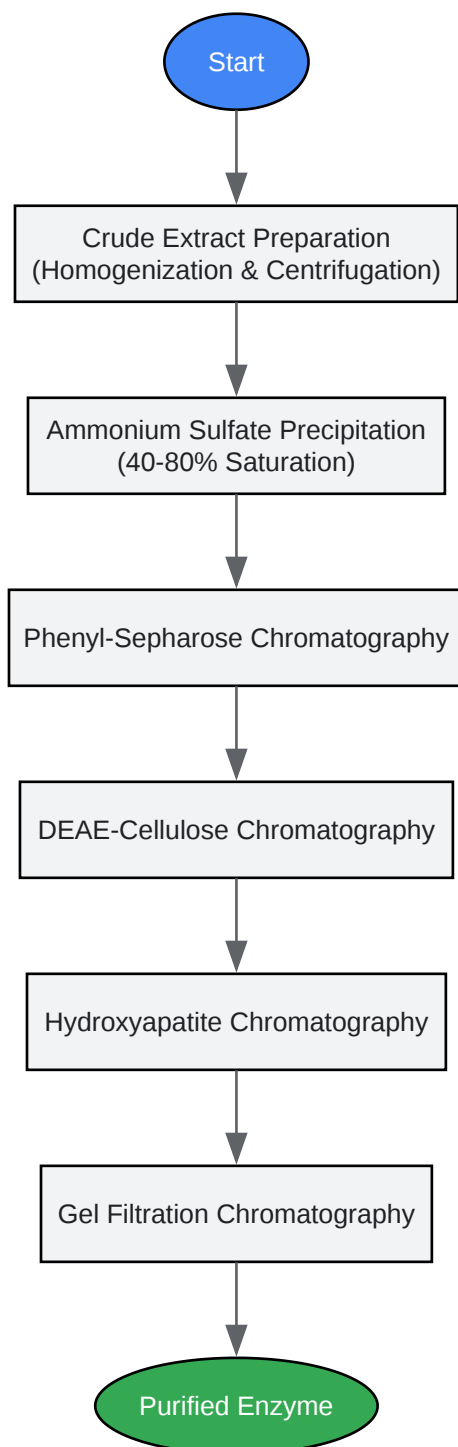 Start
Crude Extract Preparation
(Homogenization & Centrifugation)
Ammonium Sulfate Precipitation
(40-80% Saturation)
Phenyl-Sepharose Chromatography
DEAE-Cellulose Chromatography
Hydroxyapatite Chromatography
Gel Filtration Chromatography
Purified Enzyme